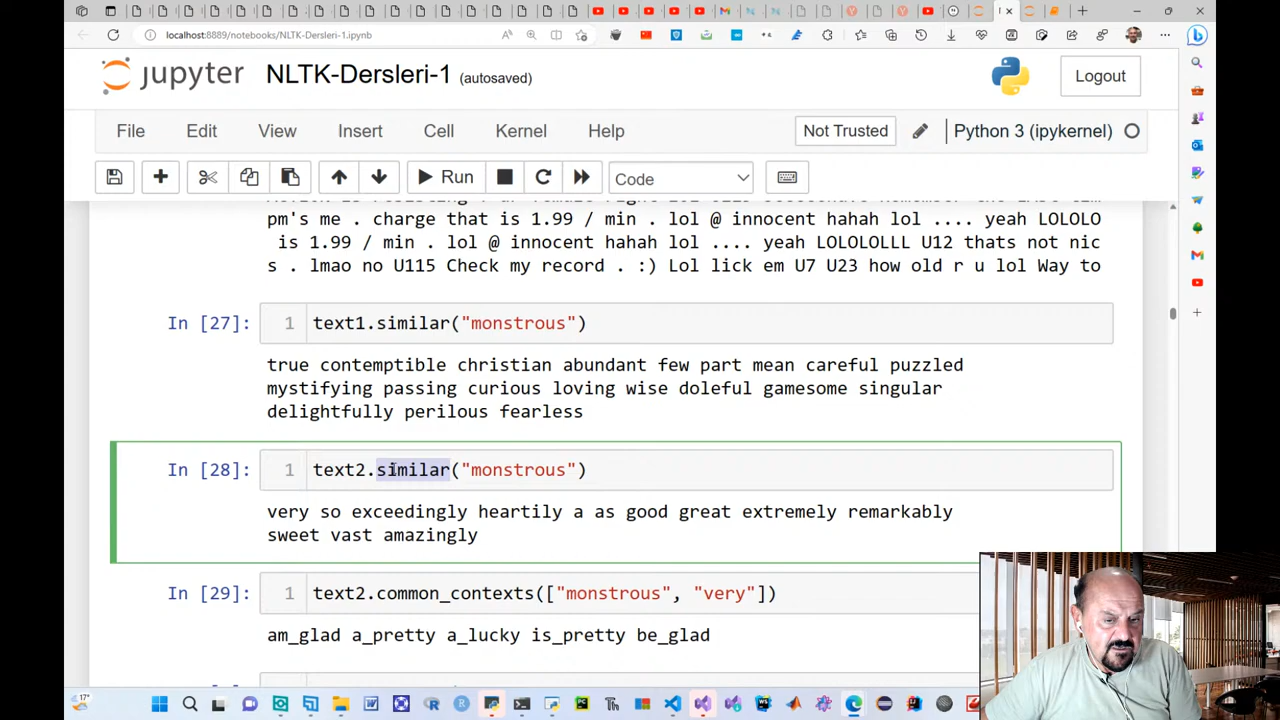 localhost:8889/notebooks/NLTK-Dersleri-1.ipynb
jupyter NLTK-Dersleri-1 (autosaved) Logout
File Edit View Insert Cell Kernel Help Not Trusted Python 3 (ipykernel)
Run Code
pm's me . charge that is 1.99 / min . lol @ innocent hahah lol .... yeah LOLOLO
is 1.99 / min . lol @ innocent hahah lol .... yeah LOLOLOLLL U12 thats not nic
s . lmao no U115 Check my record . :) Lol lick em U7 U23 how old r u lol Way to
In [27]: 1 text1.similar("monstrous")
true contemptible christian abundant few part mean careful puzzled
mystifying passing curious loving wise doleful gamesome singular
delightfully perilous fearless
In [28]: 1 text2.similar("monstrous")
very so exceedingly heartily a as good great extremely remarkably
sweet vast amazingly
In [29]: 1 text2.common_contexts(["monstrous", "very"])
am_glad a_pretty a_lucky is_pretty be_glad
17°